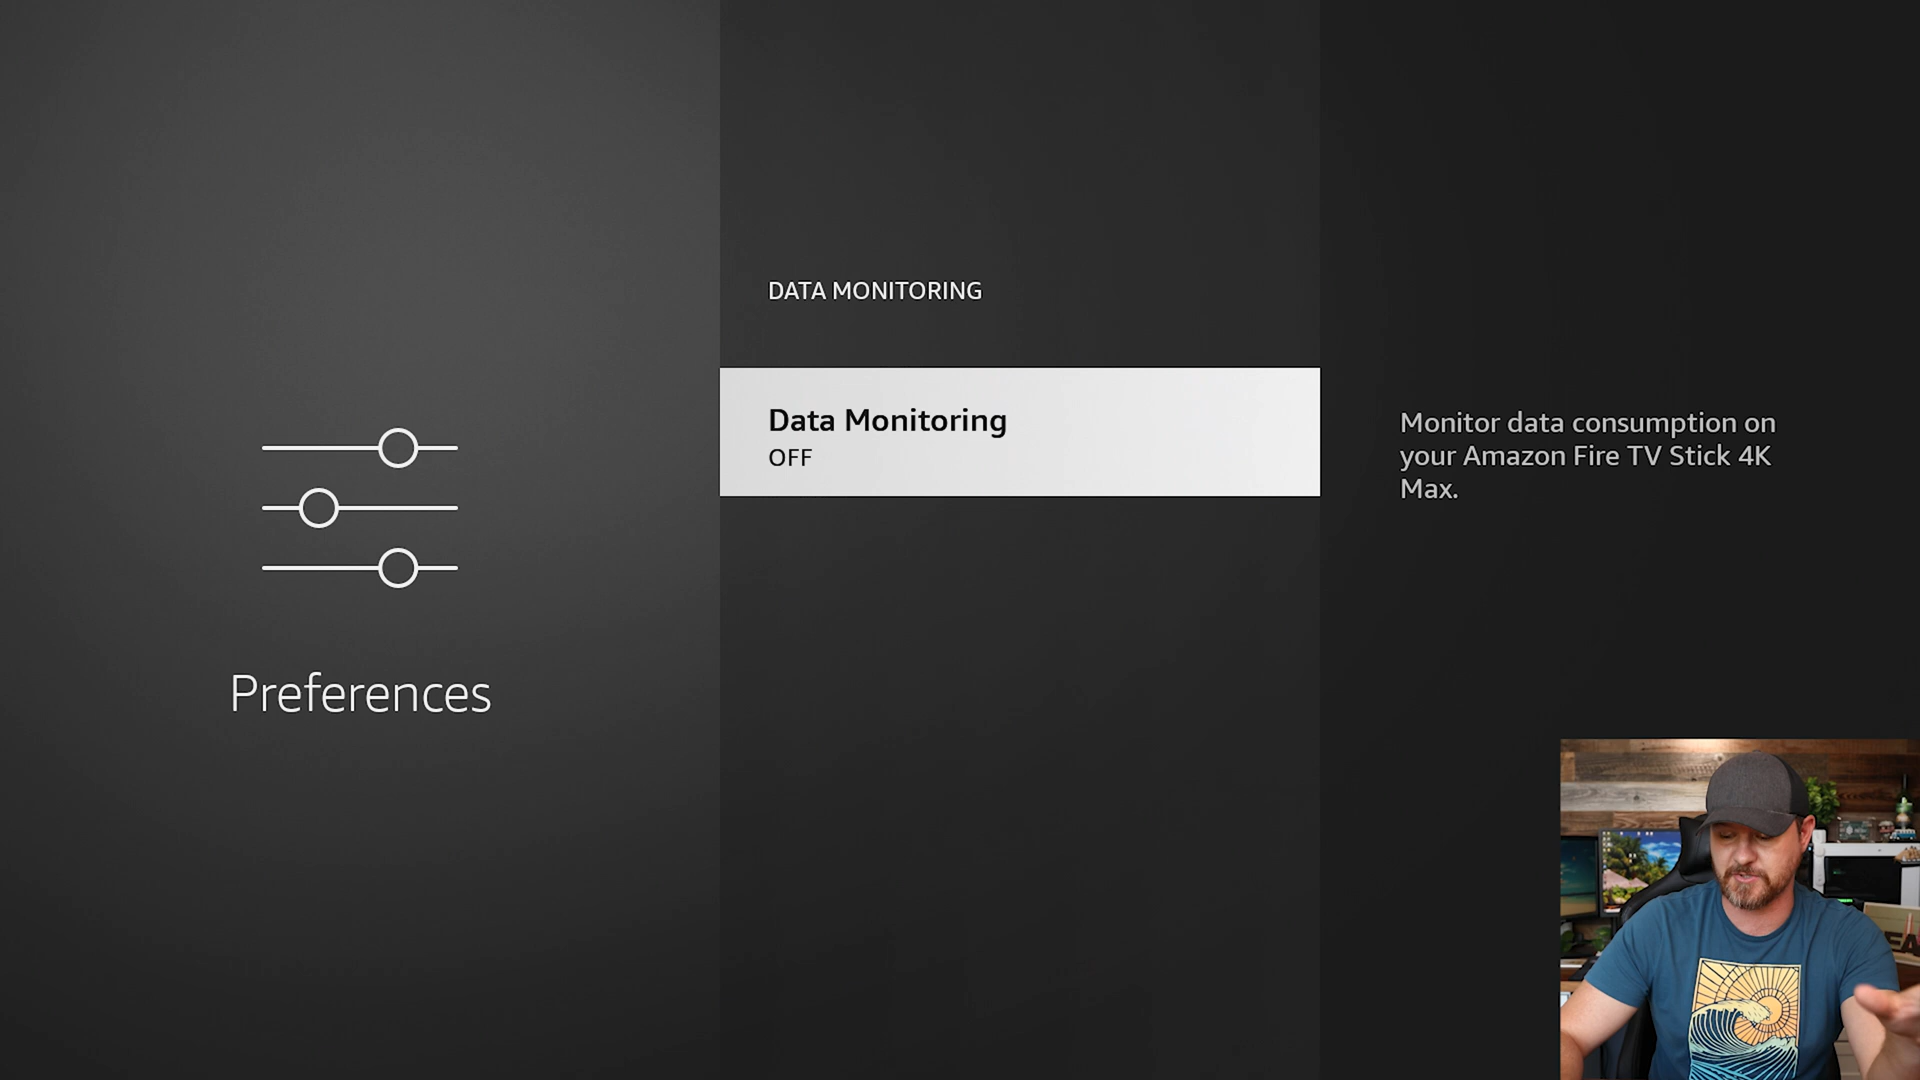 DATA MONITORING
Data Monitoring
OFF
Monitor data consumption on
your Amazon Fire TV Stick 4K
Max.
Preferences